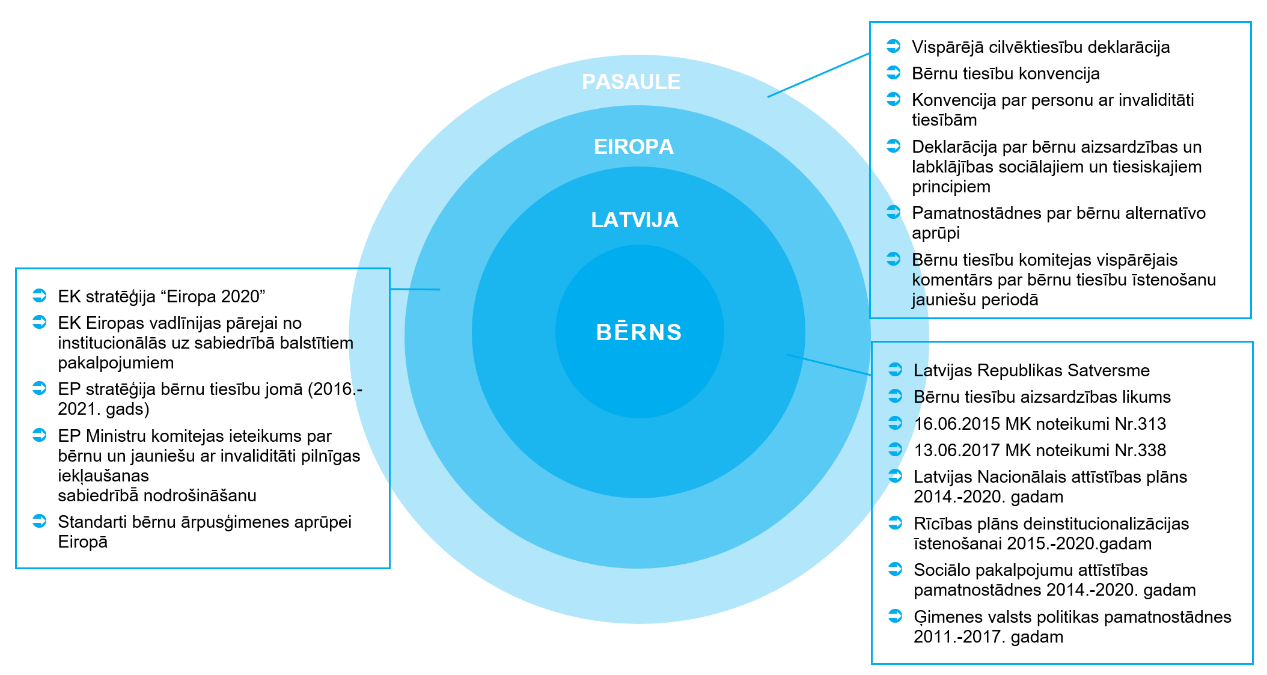 PASAULE
EIROPA
LATVIJA
BĒRNS
Vispārējā cilvēktiesību deklarācija
Bērnu tiesību konvencija
Konvencija par personu ar invaliditāti
tiesībām
Deklarācija par bērnu aizsardzības un
labklājības sociālajiem un tiesiskajiem
principiem
Pamatnostādnes par bērnu alternatīvo
aprūpi
Bērnu tiesību komitejas vispārējais
komentārs par bērnu tiesību īstenošanu
jauniešu periodā
EK stratēģija “Eiropa 2020”
EK Eiropas vadlīnijas pārejai no
institucionālās uz sabiedrībā balstītiem
pakalpojumiem
EP stratēģija bērnu tiesību jomā (2016.-
2021. gads)
EP Ministru komitejas ieteikums par
bērnu un jauniešu ar invaliditāti pilnīgas
iekļaušanas
sabiedrībā nodrošināšanu
Standarti bērnu ārpusģimenes aprūpei
Eiropā
Latvijas Republikas Satversme
Bērnu tiesību aizsardzības likums
16.06.2015 MK noteikumi Nr.313
13.06.2017 MK noteikumi Nr.338
Latvijas Nacionālais attīstības plāns
2014.-2020. gadam
Rīcības plāns deinstitucionalizācijas
īstenošanai 2015.-2020.gadam
Sociālo pakalpojumu attīstības
pamatnostādnes 2014.-2020. gadam
Ģimenes valsts politikas pamatnostādnes
2011.-2017. gadam